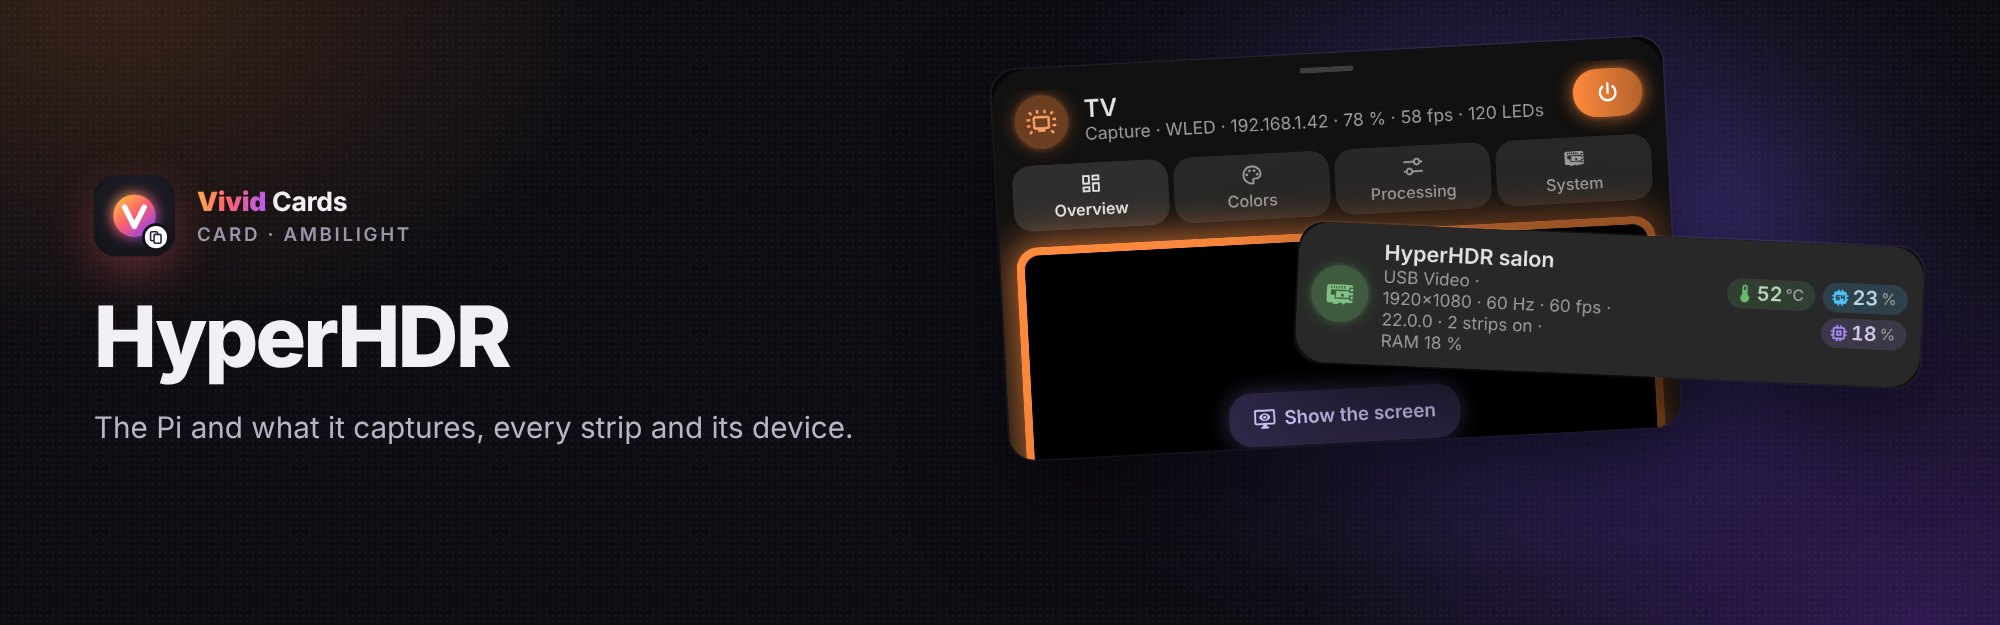 Vivid Cards
CARD · AMBILIGHT
HyperHDR
The Pi and what it captures, every strip and its device.
TV
Capture · WLED · 192.168.1.42 · 78 % · 58 fps · 120 LEDs
Overview
Colors
Processing
System
HyperHDR salon
USB Video ·
1920×1080 · 60 Hz · 60 fps ·
22.0.0 · 2 strips on ·
RAM 18 %
52 °C
23 %
18 %
Show the screen